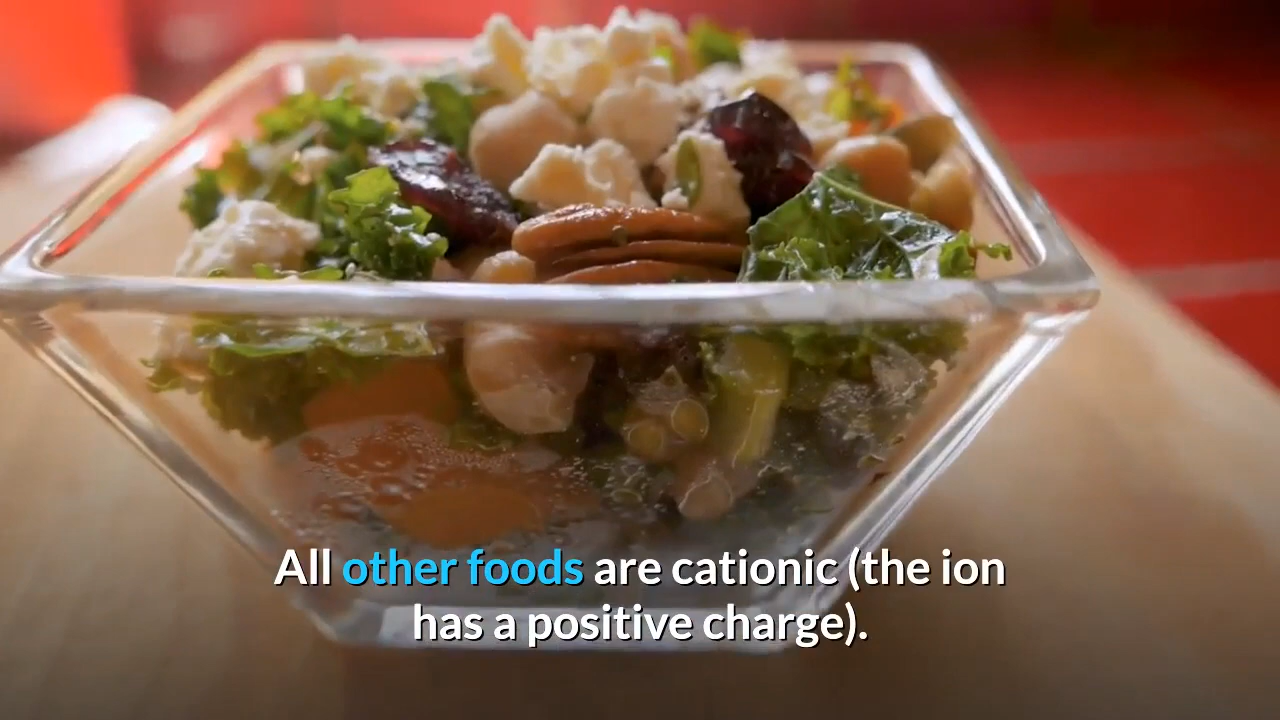 All other foods are cationic (the ion
has a positive charge).